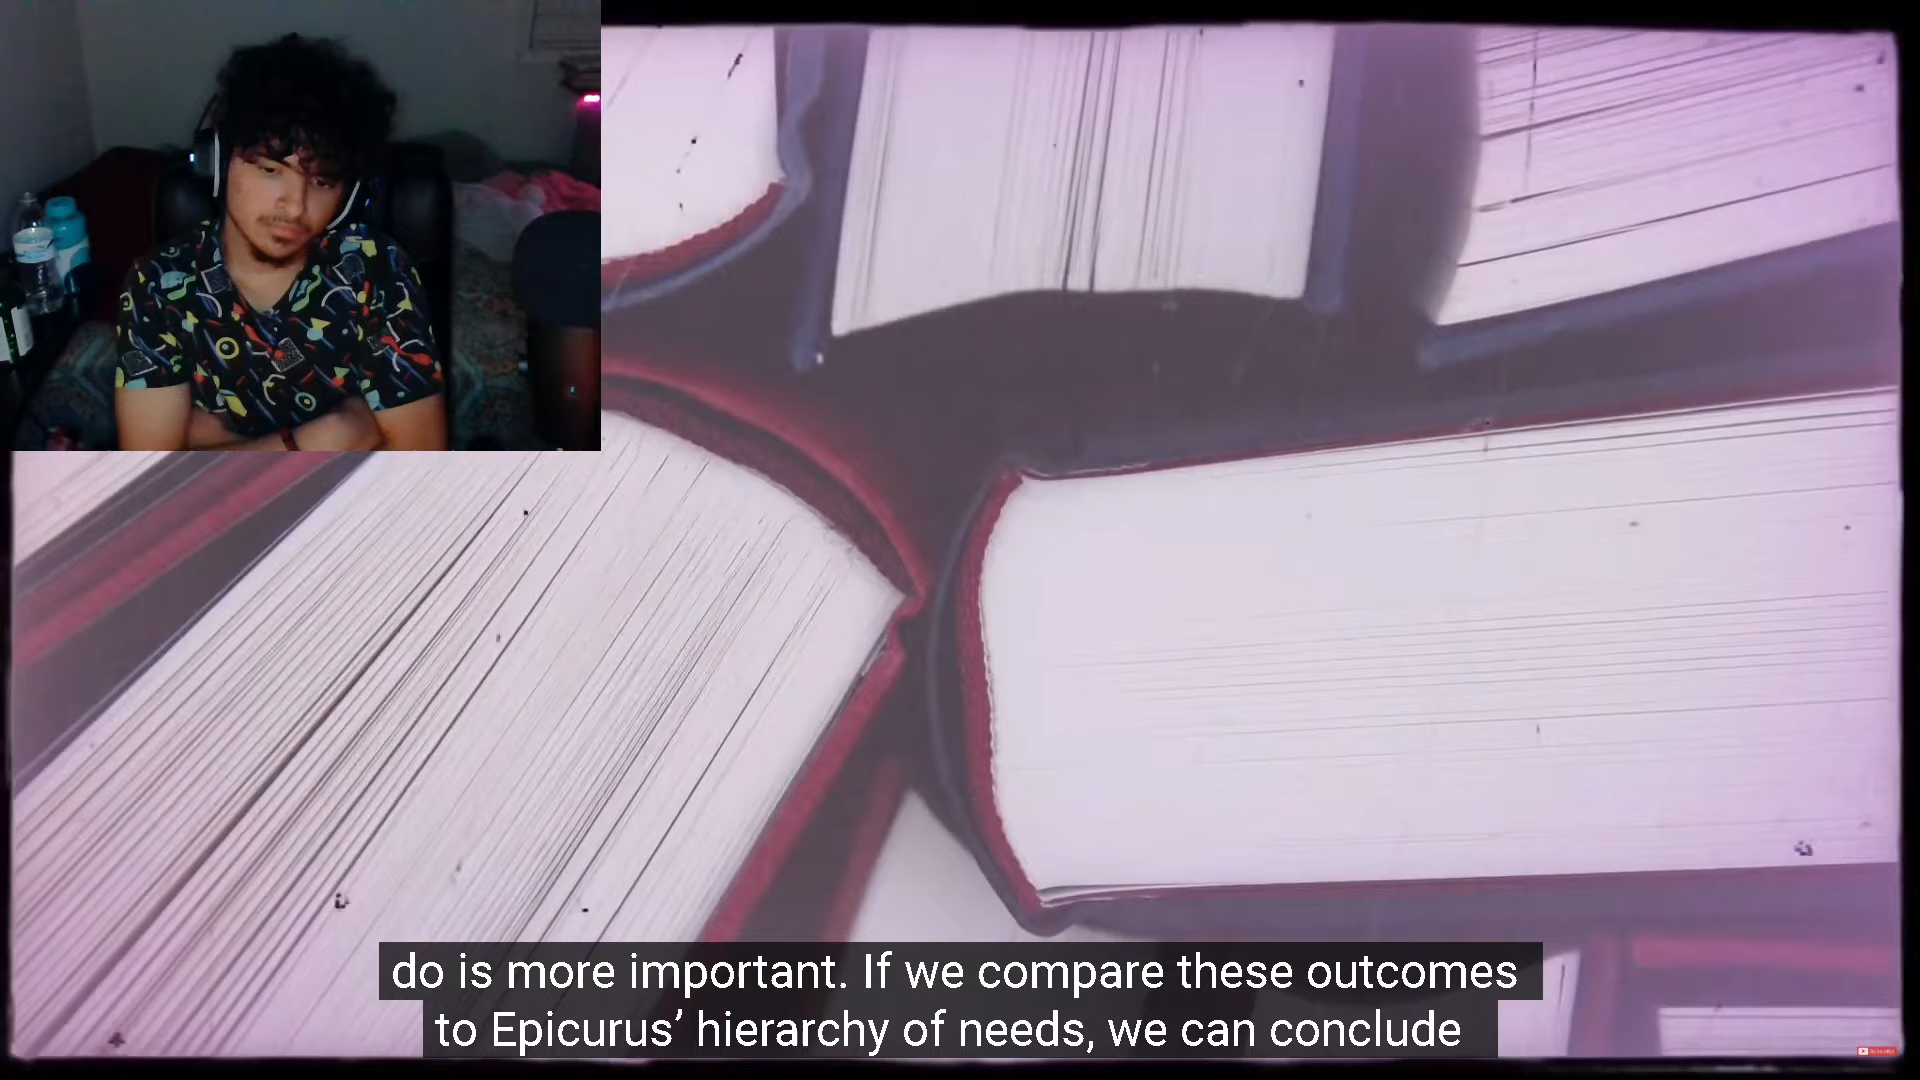 do is more important. If we compare these outcomes
to Epicurus’ hierarchy of needs, we can conclude